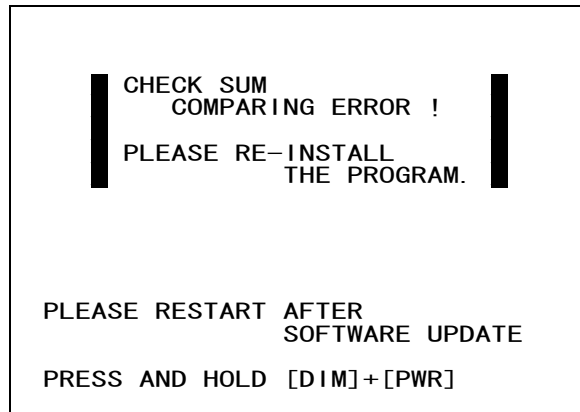 CHECK SUM
COMPARING ERROR !
PLEASE RE-INSTALL
THE PROGRAM.
PLEASE RESTART AFTER
SOFTWARE UPDATE
PRESS AND HOLD [DIM]+[PWR]